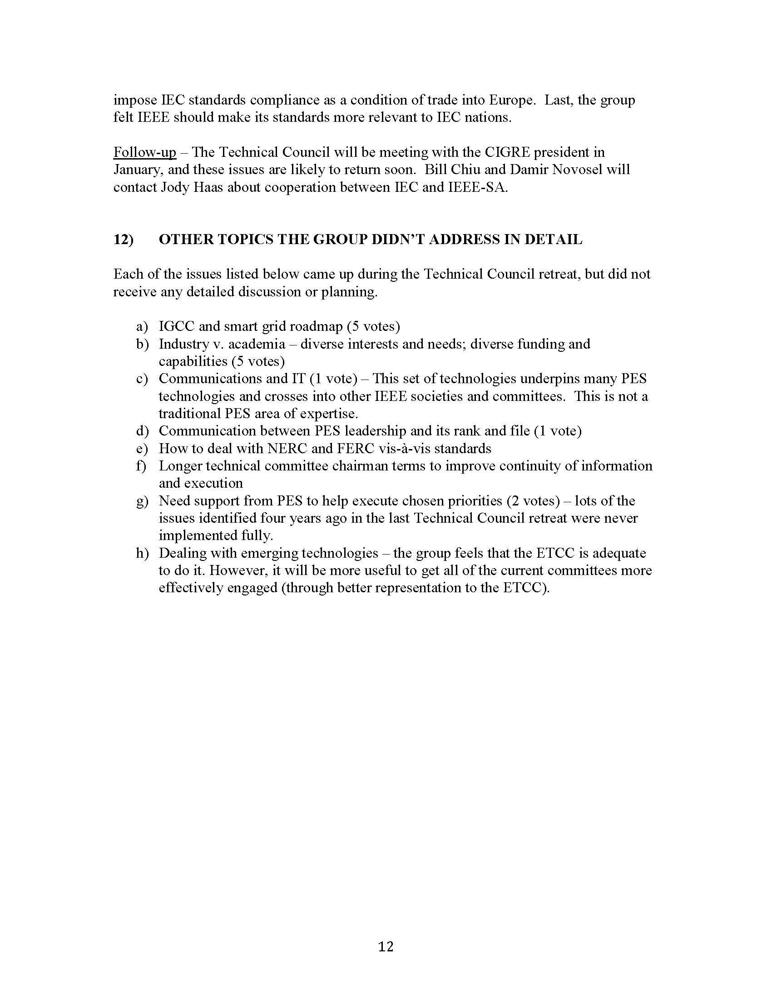 impose IEC standards compliance as a condition of trade into Europe.  Last, the group
felt IEEE should make its standards more relevant to IEC nations.
Follow-up – The Technical Council will be meeting with the CIGRE president in
January, and these issues are likely to return soon.  Bill Chiu and Damir Novosel will
contact Jody Haas about cooperation between IEC and IEEE-SA.
12) OTHER TOPICS THE GROUP DIDN’T ADDRESS IN DETAIL
Each of the issues listed below came up during the Technical Council retreat, but did not
receive any detailed discussion or planning.
a) IGCC and smart grid roadmap (5 votes)
b) Industry v. academia – diverse interests and needs; diverse funding and
capabilities (5 votes)
c) Communications and IT (1 vote) – This set of technologies underpins many PES
technologies and crosses into other IEEE societies and committees.  This is not a
traditional PES area of expertise.
d) Communication between PES leadership and its rank and file (1 vote)
e) How to deal with NERC and FERC vis-à-vis standards
f) Longer technical committee chairman terms to improve continuity of information
and execution
g) Need support from PES to help execute chosen priorities (2 votes) – lots of the
issues identified four years ago in the last Technical Council retreat were never
implemented fully.
h) Dealing with emerging technologies – the group feels that the ETCC is adequate
to do it. However, it will be more useful to get all of the current committees more
effectively engaged (through better representation to the ETCC).
12